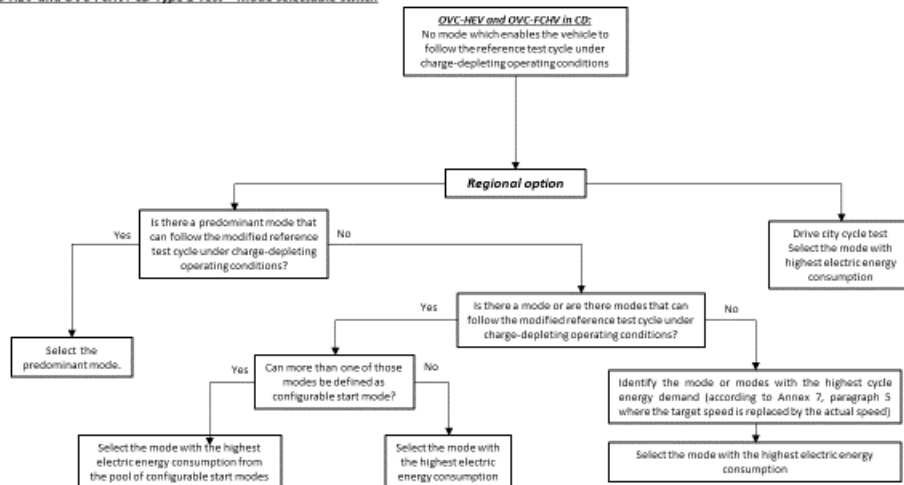 OVC-HEV and OVC-FCHV in CD:
No mode which enables the vehicle to
follow the reference test cycle under
charge-depleting operating conditions
Regional option
Is there a predominant mode that
can follow the modified reference
test cycle under charge-depleting
operating conditions?
Yes
No
Drive city cycle test
Select the mode with
highest electric energy
consumption
Is there a mode or are there modes that can
follow the modified reference test cycle under
charge-depleting operating conditions?
Yes
No
Select the
predominant mode.
Can more than one of those
modes be defined as
configurable start mode?
Yes
No
Identify the mode or modes with the highest cycle
energy demand (according to Annex 7, paragraph 5
where the target speed is replaced by the actual speed)
Select the mode with the highest
electric energy consumption from
the pool of configurable start modes
Select the mode with
the highest electric
energy consumption
Select the mode with the highest electric energy
consumption